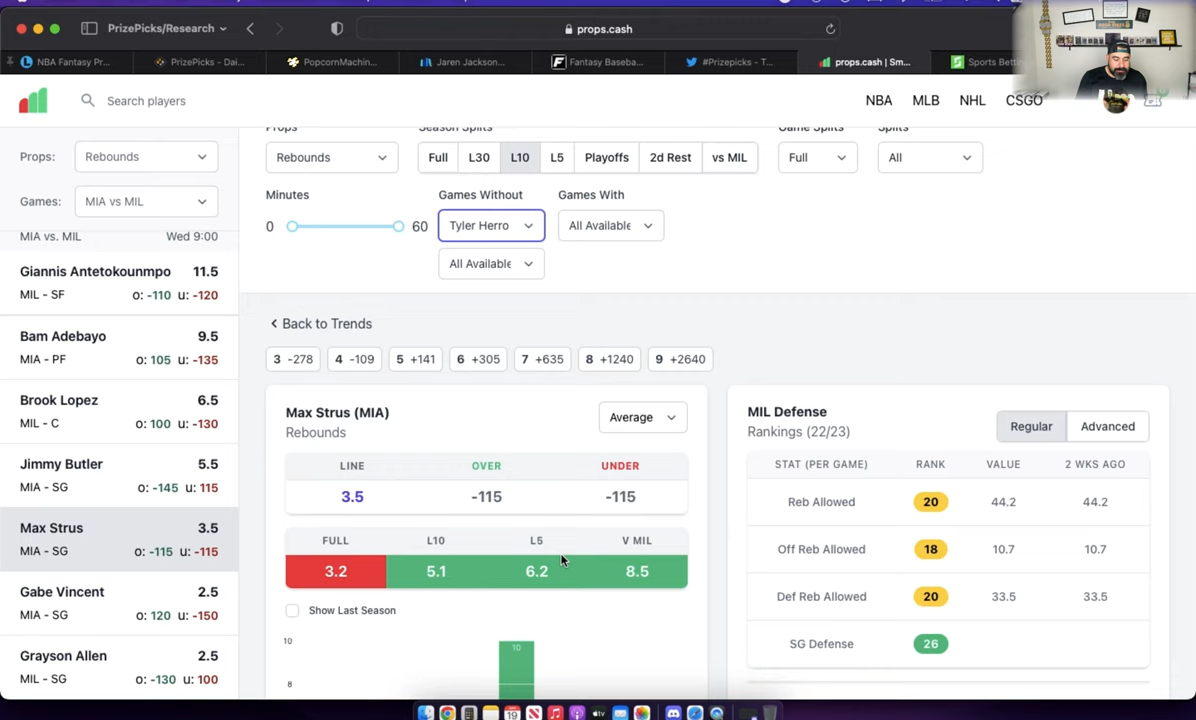 PrizePicks/Research
props.cash
NBA Fantasy Pr...
PrizePicks - Dai...
PopcornMachin...
Jaren Jackson...
Fantasy Baseba...
#Prizepicks - T...
props.cash | Sm...
Sports Betti
Search players
NBA MLB NHL CSGO
Props: Rebounds
Games: MIA vs MIL
MIA vs. MIL Wed 9:00
Giannis Antetokounmpo 11.5
MIL - SF o: -110 u: -120
Bam Adebayo 9.5
MIA - PF o: 105 u: -135
Brook Lopez 6.5
MIL - C o: 100 u: -130
Jimmy Butler 5.5
MIA - SG o: -145 u: 115
Max Strus 3.5
MIA - SG o: -115 u: -115
Gabe Vincent 2.5
MIA - SG o: 120 u: -150
Grayson Allen 2.5
MIL - SG o: -130 u: 100
Props Season Splits Game Splits Splits
Rebounds Full L30 L10 L5 Playoffs 2d Rest vs MIL Full All
Minutes Games Without Games With
0 60 Tyler Herro All Available
All Available
Back to Trends
3 -278 4 -109 5 +141 6 +305 7 +635 8 +1240 9 +2640
Max Strus (MIA)
Rebounds
Average
LINE OVER UNDER
3.5 -115 -115
FULL L10 L5 V MIL
3.2 5.1 6.2 8.5
Show Last Season
10
10
8
MIL Defense
Rankings (22/23)
Regular Advanced
STAT (PER GAME) RANK VALUE 2 WKS AGO
Reb Allowed 20 44.2 44.2
Off Reb Allowed 18 10.7 10.7
Def Reb Allowed 20 33.5 33.5
SG Defense 26